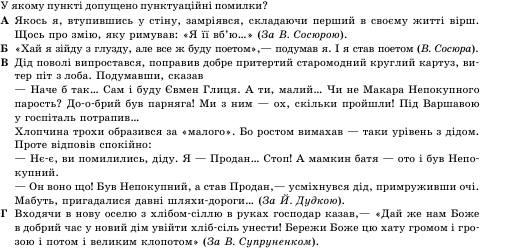 У якому пункті допущено пунктуаційні помилки?
А Якось я, втупившись у стіну, замріявся, складаючи перший в своєму житті вірш.
Щось про змію, яку римував: «Я її вб’ю…» (За В. Сосюрою).
Б «Хай я зійду з глузду, але все ж буду поетом»,— подумав я. І я став поетом (В. Сосюра).
В Дід поволі випростався, поправив добре притертий старомодний круглий картуз, ви-
тер піт з лоба. Подумавши, сказав
— Наче б так… Сам і буду Євмен Глиця. А ти, малий… Чи не Макара Непокупного
парость? До-о-брий був парняга! Ми з ним — ох, скільки пройшли! Під Варшавою
у госпіталь потрапив…
Хлопчина трохи образився за «малого». Бо ростом вимахав — таки урівень з дідом.
Проте відповів спокійно:
— Нє-є, ви помилились, діду. Я — Продан… Стоп! А мамкин батя — ото і був Непо-
купний.
— Он воно що! Був Непокупний, а став Продан,— усміхнувся дід, примруживши очі.
Мабуть, пригадалися давні шляхи-дороги… (За Й. Дудкою).
Г Входячи в нову оселю з хлібом-сіллю в руках господар казав,— «Дай же нам Боже
в добрий час у новий дім увійти хліб-сіль унести! Бережи Боже цю хату громом і гро-
зою і потом і великим клопотом» (За В. Супруненком).